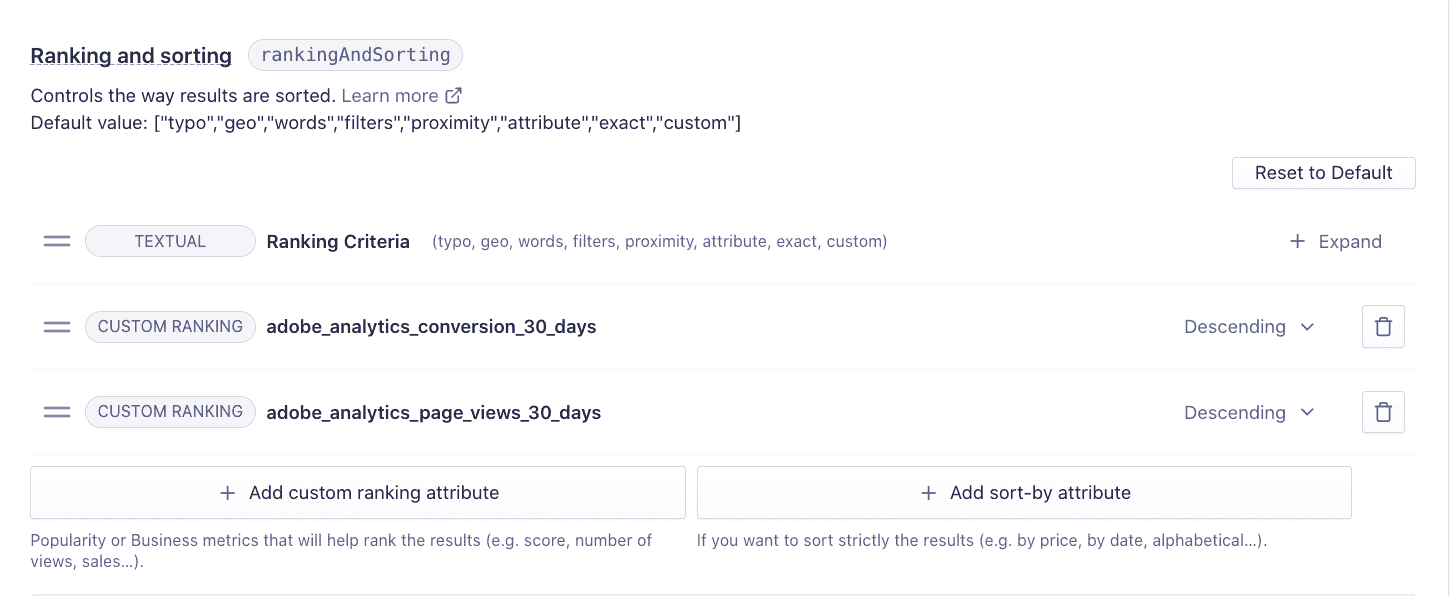 Ranking and sorting rankingAndSorting
Controls the way results are sorted. Learn more
Default value: ["typo","geo","words","filters","proximity","attribute","exact","custom"]
Reset to Default
TEXTUAL Ranking Criteria (typo, geo, words, filters, proximity, attribute, exact, custom) + Expand
CUSTOM RANKING adobe_analytics_conversion_30_days Descending
CUSTOM RANKING adobe_analytics_page_views_30_days Descending
+ Add custom ranking attribute
Popularity or Business metrics that will help rank the results (e.g. score, number of
views, sales…).
+ Add sort-by attribute
If you want to sort strictly the results (e.g. by price, by date, alphabetical…).